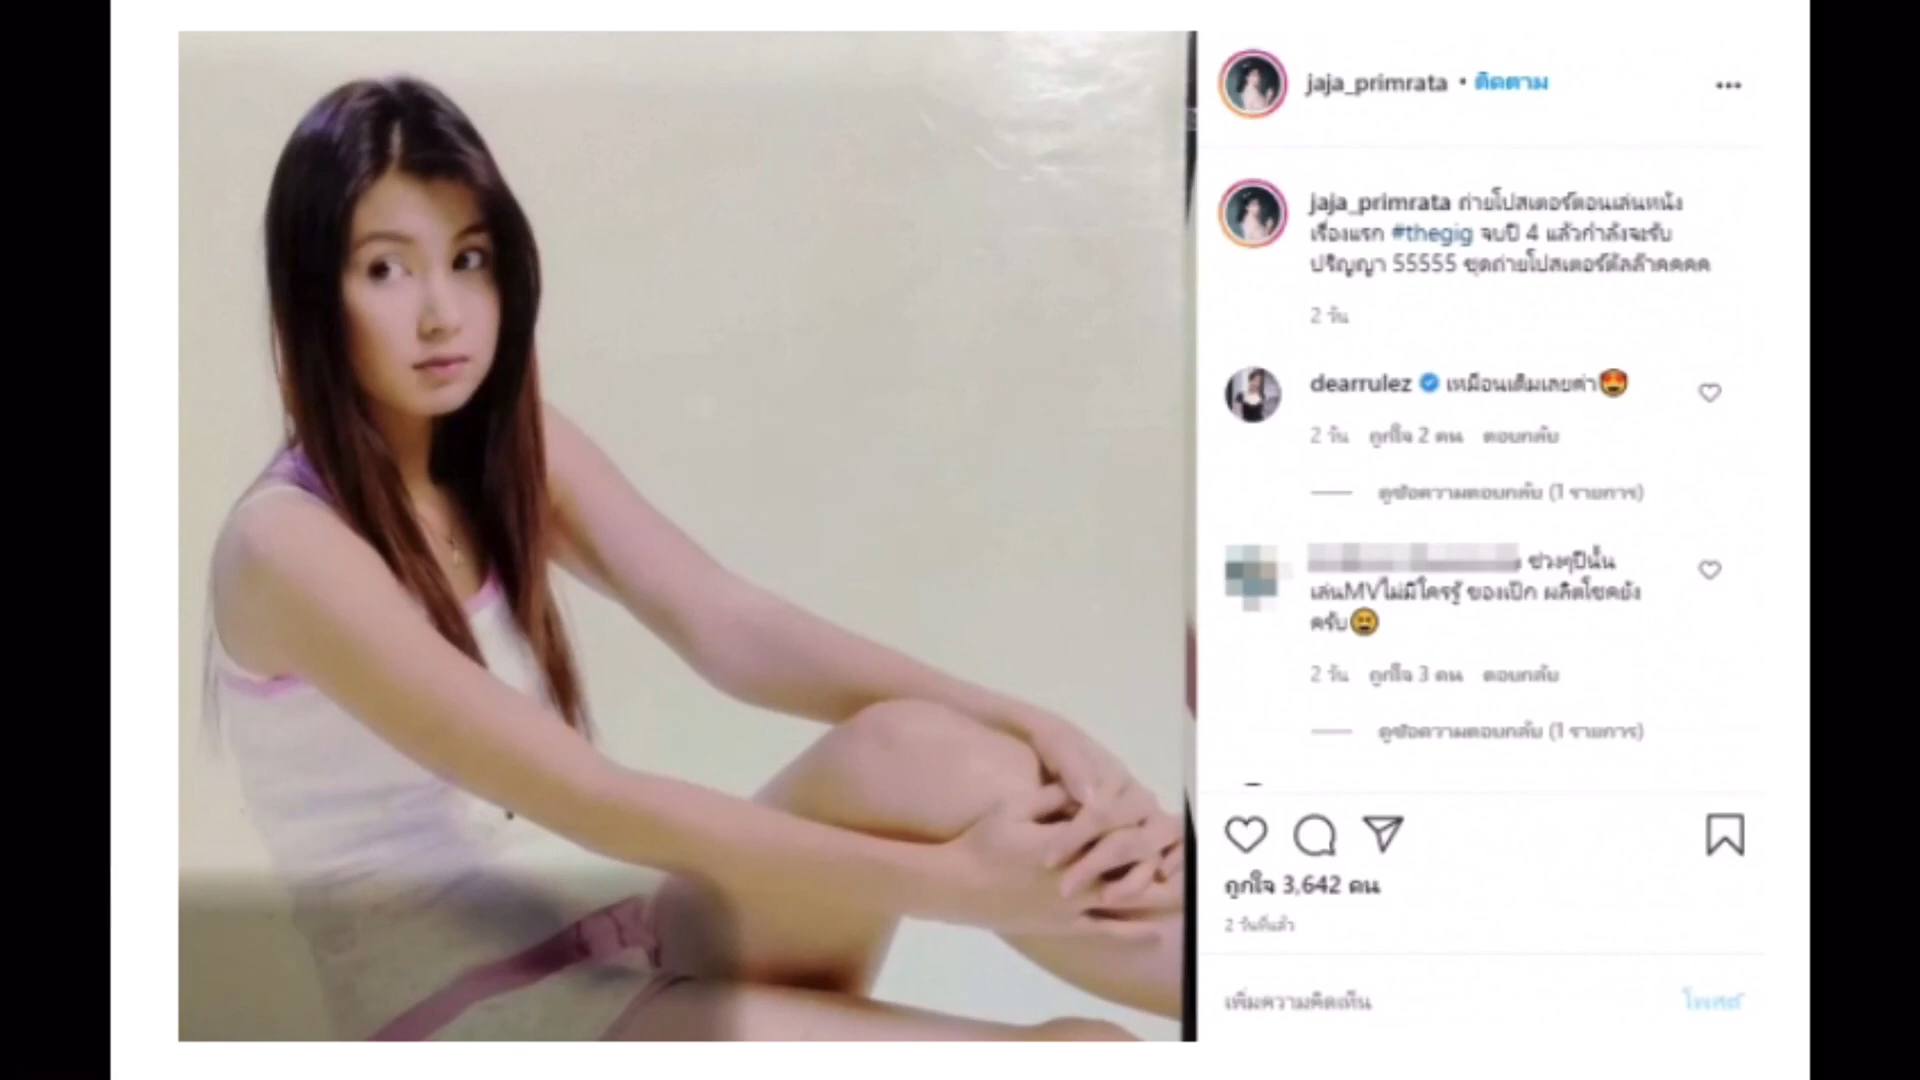 jaja_primrata • ติดตาม
jaja_primrata ถ่ายโปสเตอร์ตอนเล่นหนัง
เรื่องแรก #thegig จบปี 4 แล้วกำลังจะรับ
ปริญญา 55555 ชุดถ่ายโปสเตอร์ดัลล๊าคคคค
2 วัน
dearrulez เหมือนเดิมเลยค่า😍
2 วัน ถูกใจ 2 คน ตอบกลับ
ดูข้อความตอบกลับ (1 รายการ)
ช่วงๆปีนั้น
เล่นMVไม่มีใครรู้ ของเป๊ก ผลิตโชคยัง
ครับ
2 วัน ถูกใจ 3 คน ตอบกลับ
ดูข้อความตอบกลับ (1 รายการ)
ถูกใจ 3,642 คน
2 วันที่แล้ว
เพิ่มความคิดเห็น
โพสต์